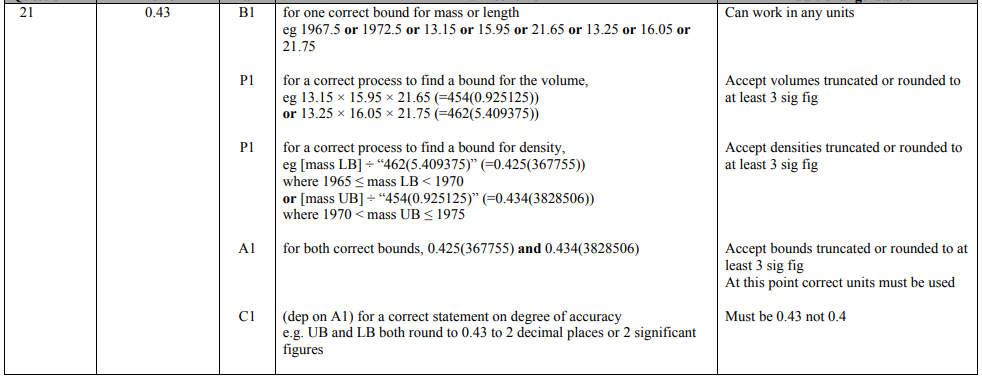 21 0.43 B1 for one correct bound for mass or length Can work in any units
eg 1967.5 or 1972.5 or 13.15 or 15.95 or 21.65 or 13.25 or 16.05 or
21.75
P1 for a correct process to find a bound for the volume, Accept volumes truncated or rounded to
eg 13.15 × 15.95 × 21.65 (=454(0.925125)) at least 3 sig fig
or 13.25 × 16.05 × 21.75 (=462(5.409375))
P1 for a correct process to find a bound for density, Accept densities truncated or rounded to
eg [mass LB] ÷ “462(5.409375)” (=0.425(367755)) at least 3 sig fig
where 1965 ≤ mass LB < 1970
or [mass UB] ÷ “454(0.925125)” (=0.434(3828506))
where 1970 < mass UB ≤ 1975
A1 for both correct bounds, 0.425(367755) and 0.434(3828506) Accept bounds truncated or rounded to at
least 3 sig fig
At this point correct units must be used
C1 (dep on A1) for a correct statement on degree of accuracy Must be 0.43 not 0.4
e.g. UB and LB both round to 0.43 to 2 decimal places or 2 significant
figures